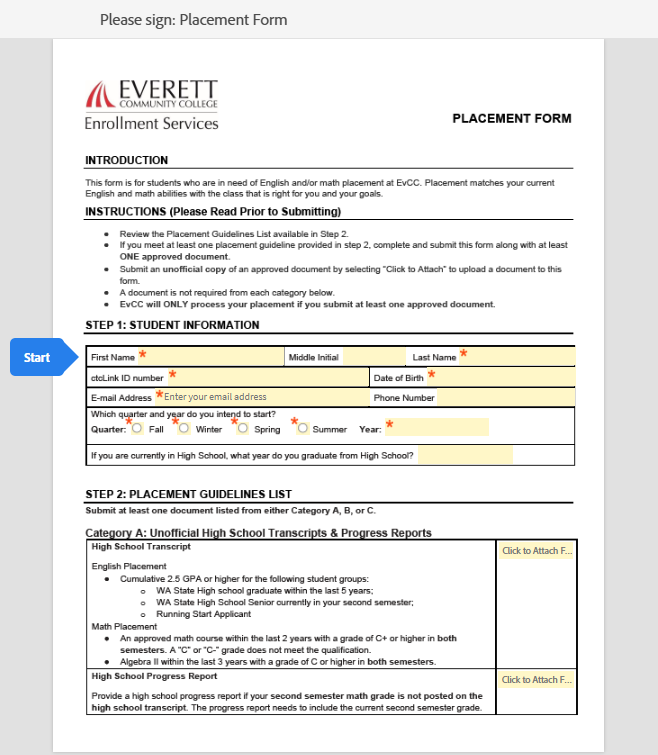 Please sign: Placement Form
EVERETT
COMMUNITY COLLEGE
Enrollment Services
PLACEMENT FORM
INTRODUCTION
This form is for students who are in need of English and/or math placement at EvCC. Placement matches your current
English and math abilities with the class that is right for you and your goals.
INSTRUCTIONS (Please Read Prior to Submitting)
• Review the Placement Guidelines List available in Step 2.
• If you meet at least one placement guideline provided in step 2, complete and submit this form along with at least
ONE approved document.
• Submit an unofficial copy of an approved document by selecting "Click to Attach" to upload a document to this
form.
• A document is not required from each category below.
• EvCC will ONLY process your placement if you submit at least one approved document.
STEP 1: STUDENT INFORMATION
Start
First Name * Middle Initial Last Name *
ctcLink ID number * Date of Birth *
E-mail Address * Enter your email address Phone Number
Which quarter and year do you intend to start?
Quarter: * Fall * Winter * Spring * Summer Year: *
If you are currently in High School, what year do you graduate from High School?
STEP 2: PLACEMENT GUIDELINES LIST
Submit at least one document listed from either Category A, B, or C.
Category A: Unofficial High School Transcripts & Progress Reports
High School Transcript
Click to Attach F...
English Placement
• Cumulative 2.5 GPA or higher for the following student groups:
o WA State High school graduate within the last 5 years;
o WA State High School Senior currently in your second semester;
o Running Start Applicant
Math Placement
• An approved math course within the last 2 years with a grade of C+ or higher in both
semesters. A "C" or "C-" grade does not meet the qualification.
• Algebra II within the last 3 years with a grade of C or higher in both semesters.
High School Progress Report
Click to Attach F...
Provide a high school progress report if your second semester math grade is not posted on the
high school transcript. The progress report needs to include the current second semester grade.